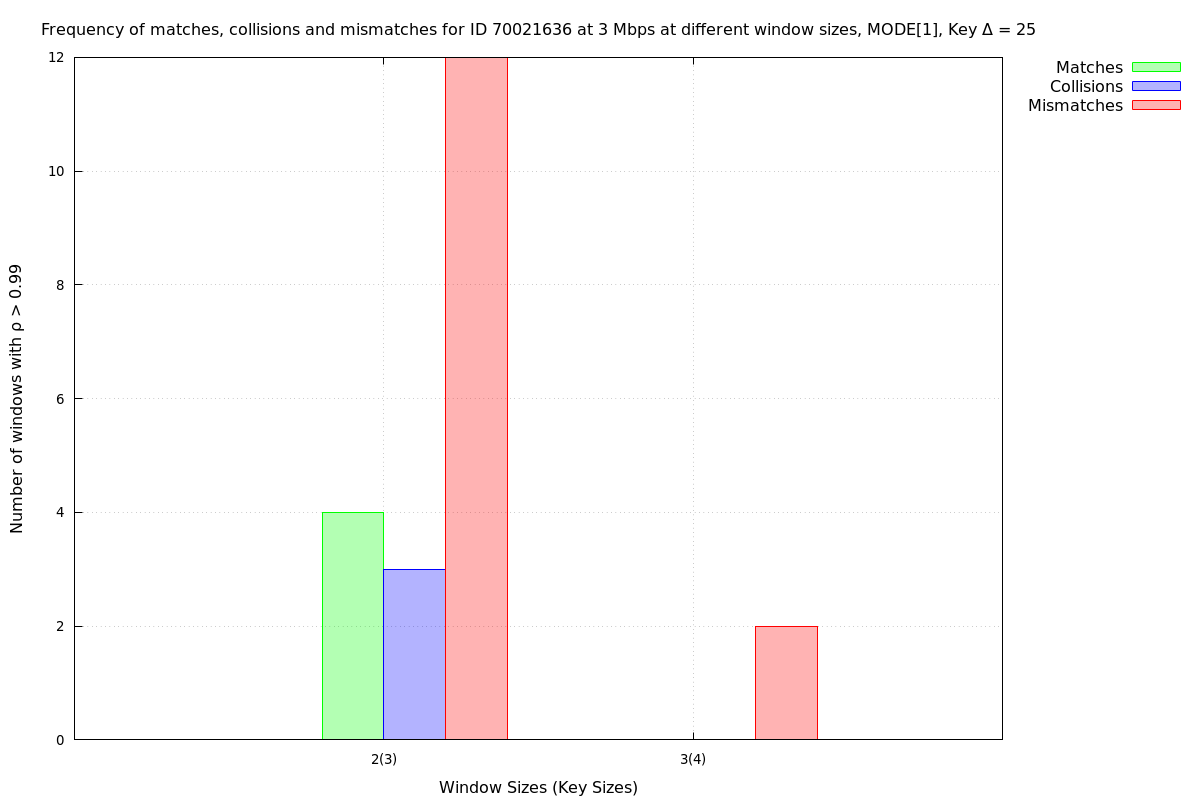 Frequency of matches, collisions and mismatches for ID 70021636 at 3 Mbps at different window sizes, MODE[1], Key Δ = 25
Matches
Collisions
Mismatches
Number of windows with ρ > 0.99
12
10
8
6
4
2
0
2(3)
3(4)
Window Sizes (Key Sizes)